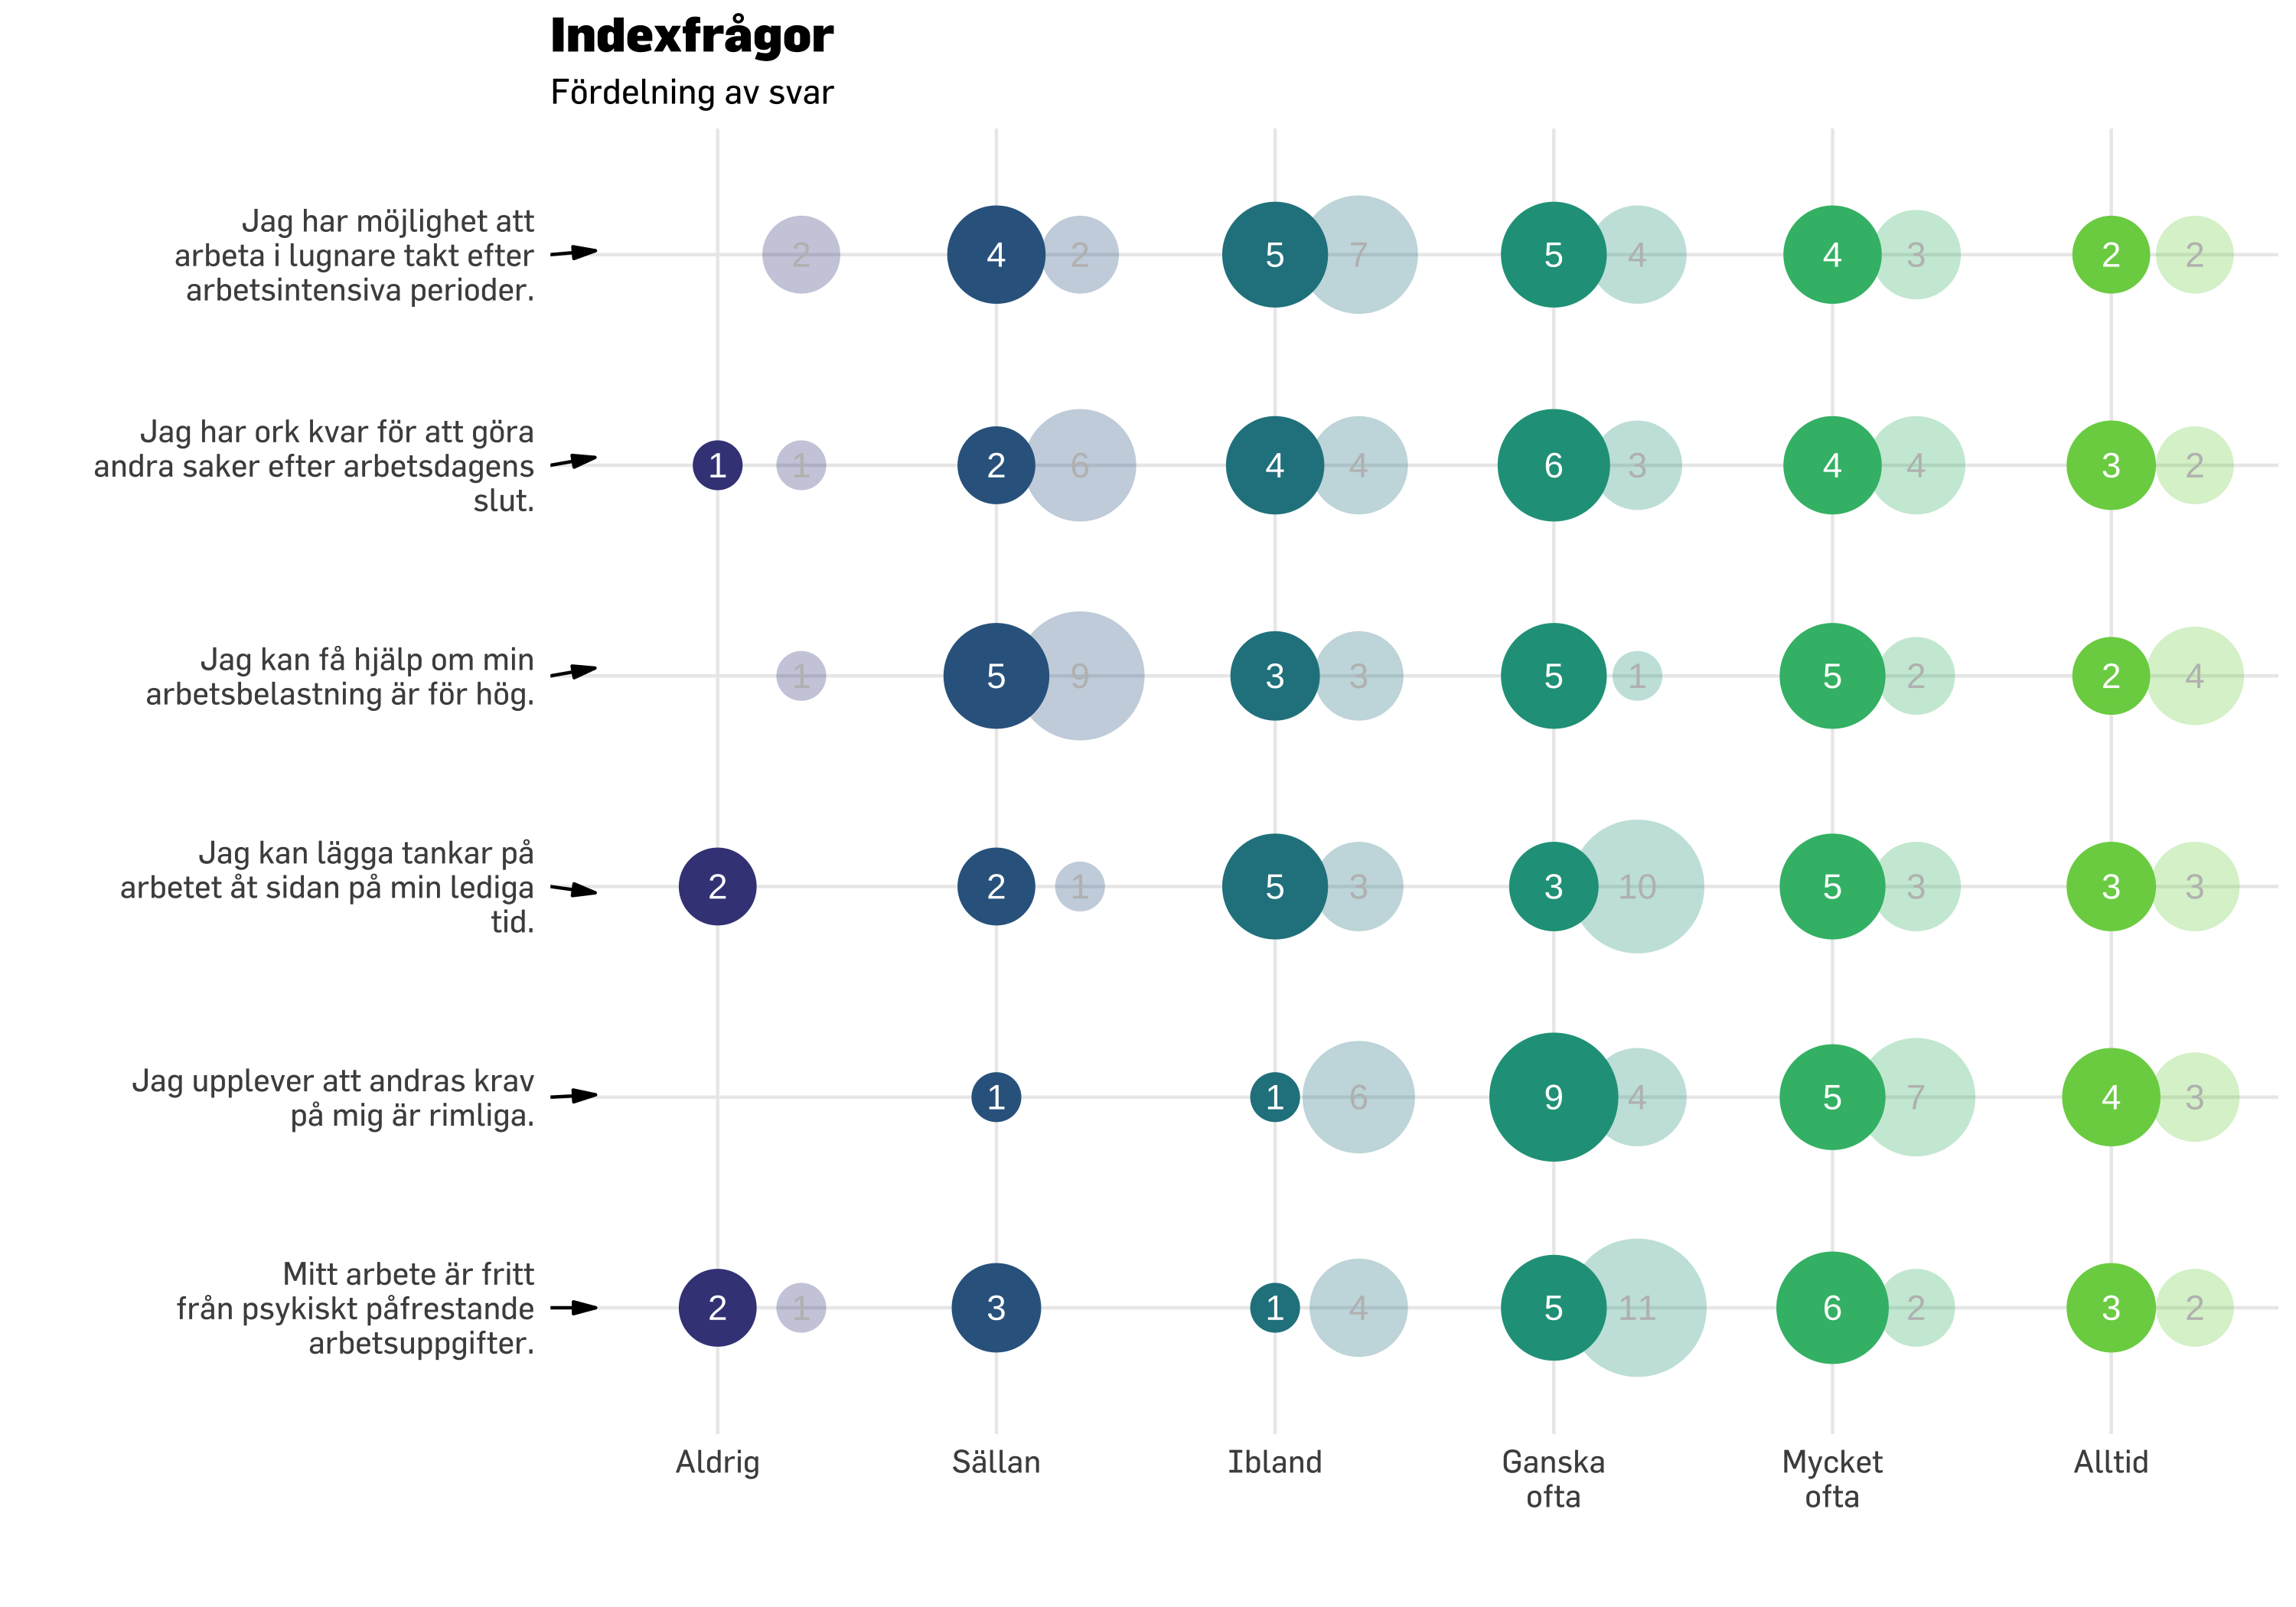 Indexfrågor
Fördelning av svar
Jag har möjlighet att
arbeta i lugnare takt efter
arbetsintensiva perioder.
2 4 2 5 7 5 4 4 3 2 2
Jag har ork kvar för att göra
andra saker efter arbetsdagens
slut.
1 1 2 6 4 4 6 3 4 4 3 2
Jag kan få hjälp om min
arbetsbelastning är för hög.
1 5 9 3 3 5 1 5 2 2 4
Jag kan lägga tankar på
arbetet åt sidan på min lediga
tid.
2 2 1 5 3 3 10 5 3 3 3
Jag upplever att andras krav
på mig är rimliga.
1 1 6 9 4 5 7 4 3
Mitt arbete är fritt
från psykiskt påfrestande
arbetsuppgifter.
2 1 3 1 4 5 11 6 2 3 2
Aldrig
Sällan
Ibland
Ganska
ofta
Mycket
ofta
Alltid